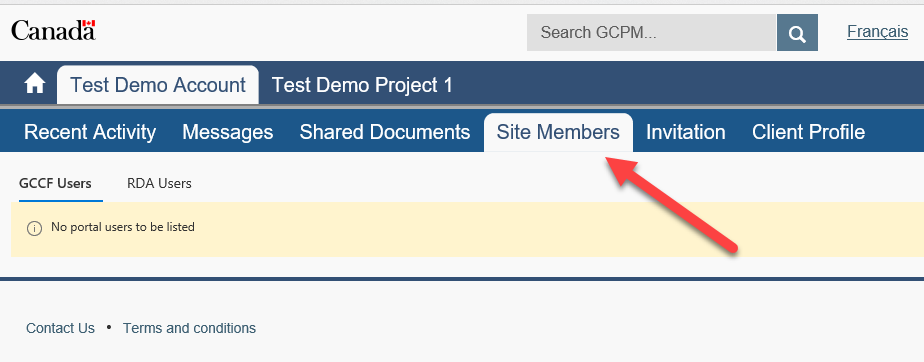 Canada
Search GCPM...
Français
Test Demo Account
Test Demo Project 1
Recent Activity
Messages
Shared Documents
Site Members
Invitation
Client Profile
GCCF Users
RDA Users
No portal users to be listed
Contact Us • Terms and conditions